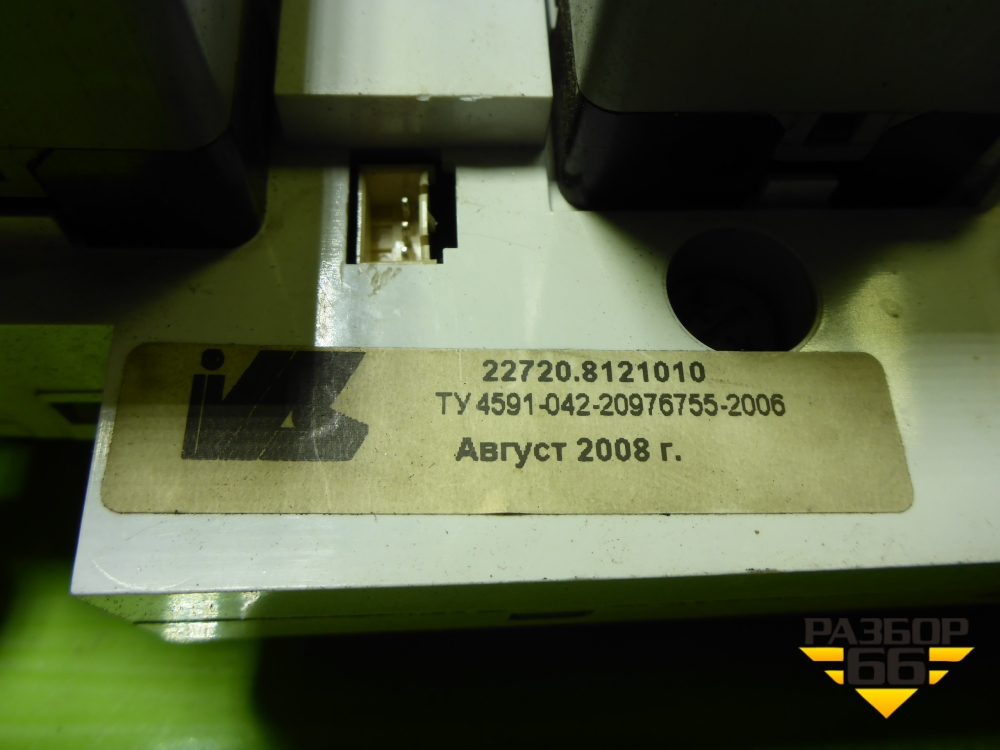 22720.8121010
ТУ 4591-042-20976755-2006
Август 2008 г.
РАЗБОР
66